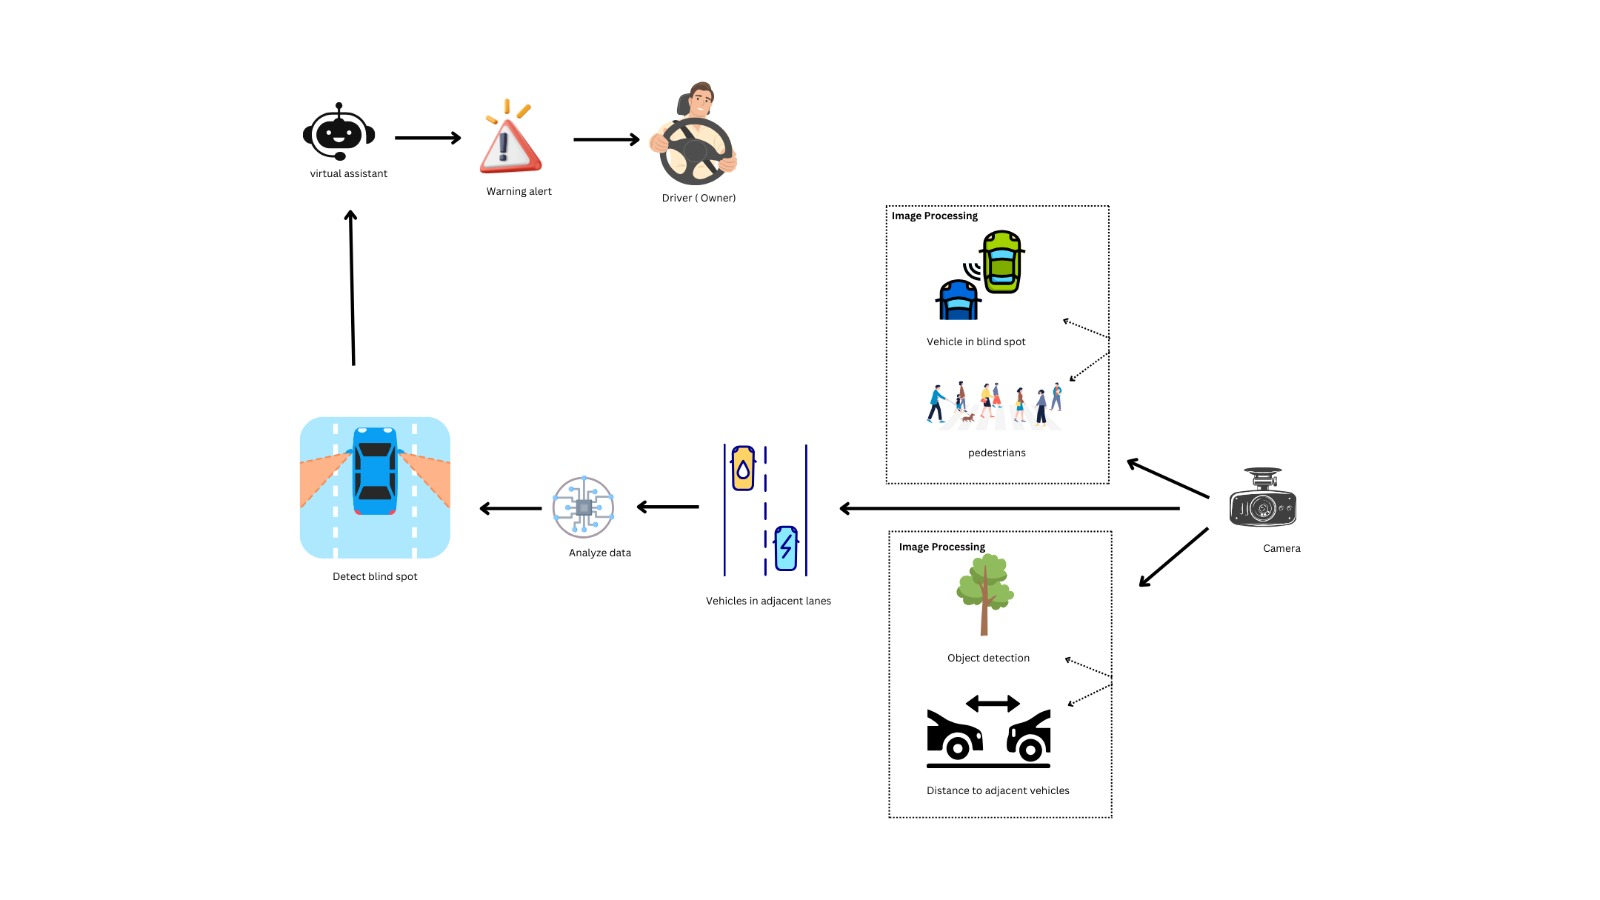 virtual assistant
Warning alert
Driver ( Owner)
Image Processing
Vehicle in blind spot
pedestrians
Camera
Image Processing
Object detection
Distance to adjacent vehicles
Vehicles in adjacent lanes
Analyze data
Detect blind spot